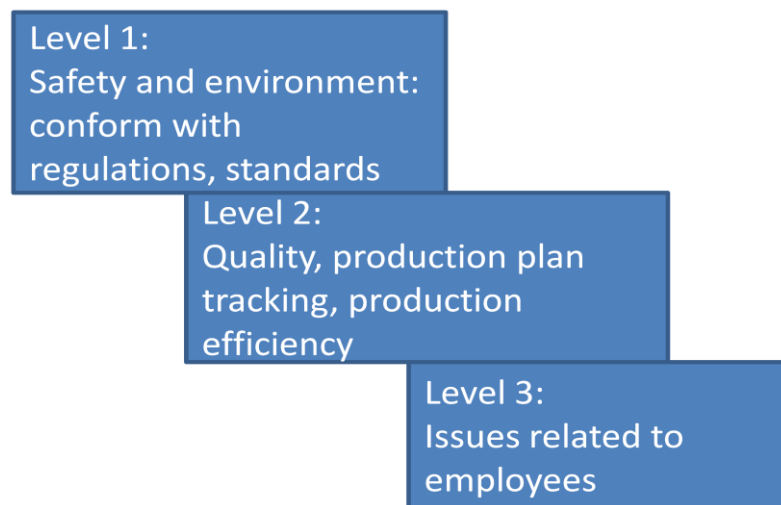 Level 1:
Safety and environment:
conform with
regulations, standards
Level 2:
Quality, production plan
tracking, production
efficiency
Level 3:
Issues related to
employees